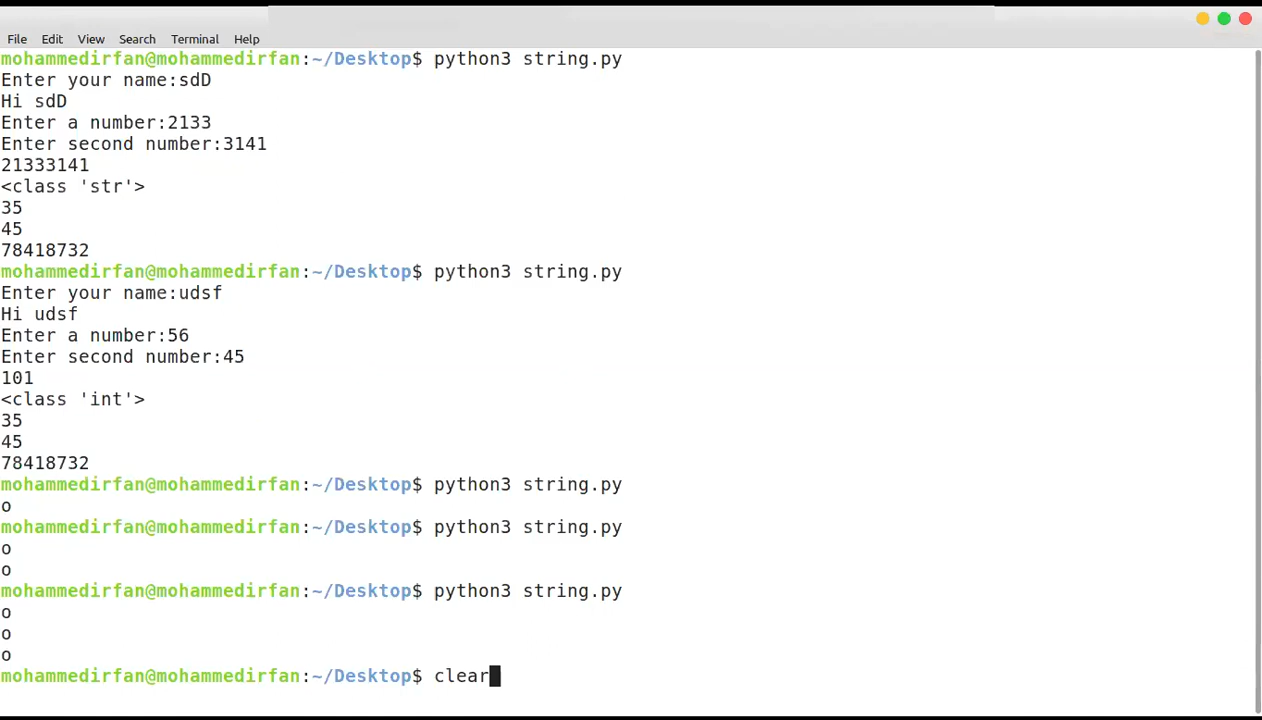 File Edit View Search Terminal Help
mohammedirfan@mohammedirfan:~/Desktop$ python3 string.py
Enter your name:sdD
Hi sdD
Enter a number:2133
Enter second number:3141
21333141
<class 'str'>
35
45
78418732
mohammedirfan@mohammedirfan:~/Desktop$ python3 string.py
Enter your name:udsf
Hi udsf
Enter a number:56
Enter second number:45
101
<class 'int'>
35
45
78418732
mohammedirfan@mohammedirfan:~/Desktop$ python3 string.py
o
mohammedirfan@mohammedirfan:~/Desktop$ python3 string.py
o
o
mohammedirfan@mohammedirfan:~/Desktop$ python3 string.py
o
o
o
mohammedirfan@mohammedirfan:~/Desktop$ clear